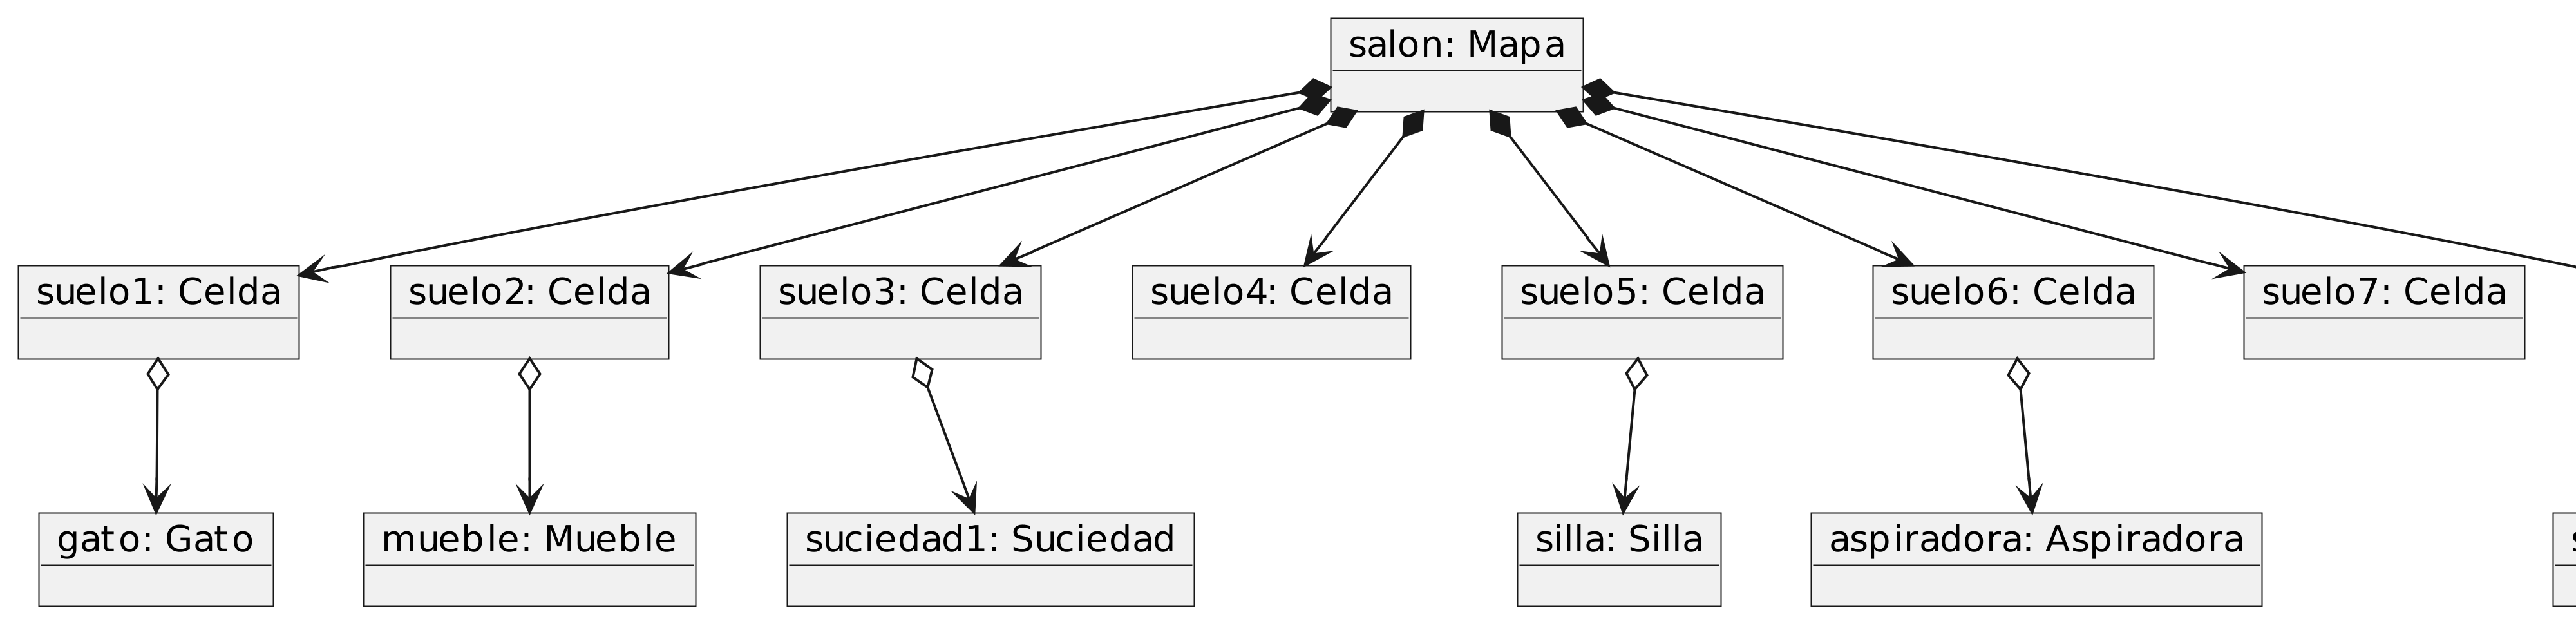 salon: Mapa
suelo1: Celda
suelo2: Celda
suelo3: Celda
suelo4: Celda
suelo5: Celda
suelo6: Celda
suelo7: Celda
gato: Gato
mueble: Mueble
suciedad1: Suciedad
silla: Silla
aspiradora: Aspiradora